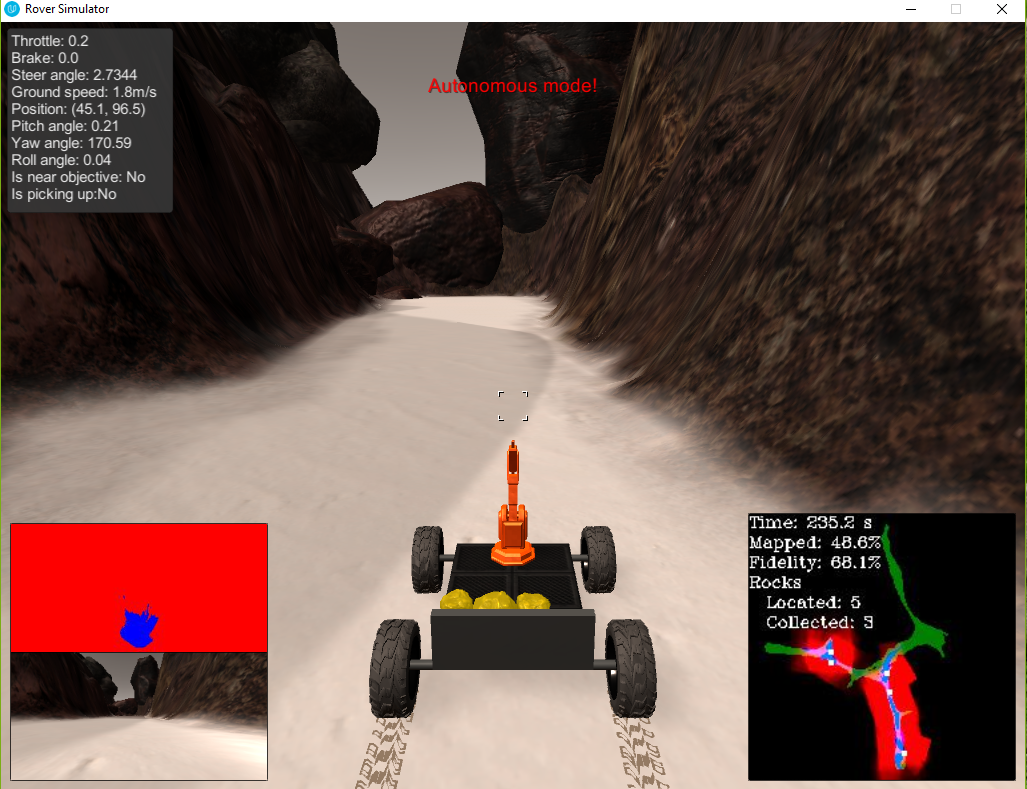 Rover Simulator
Throttle: 0.2
Brake: 0.0
Steer angle: 2.7344
Ground speed: 1.8m/s
Position: (45.1, 96.5)
Pitch angle: 0.21
Yaw angle: 170.59
Roll angle: 0.04
Is near objective: No
Is picking up:No
Autonomous mode!
Time: 235.2 s
Mapped: 48.6%
Fidelity: 68.1%
Rocks
Located: 5
Collected: 3